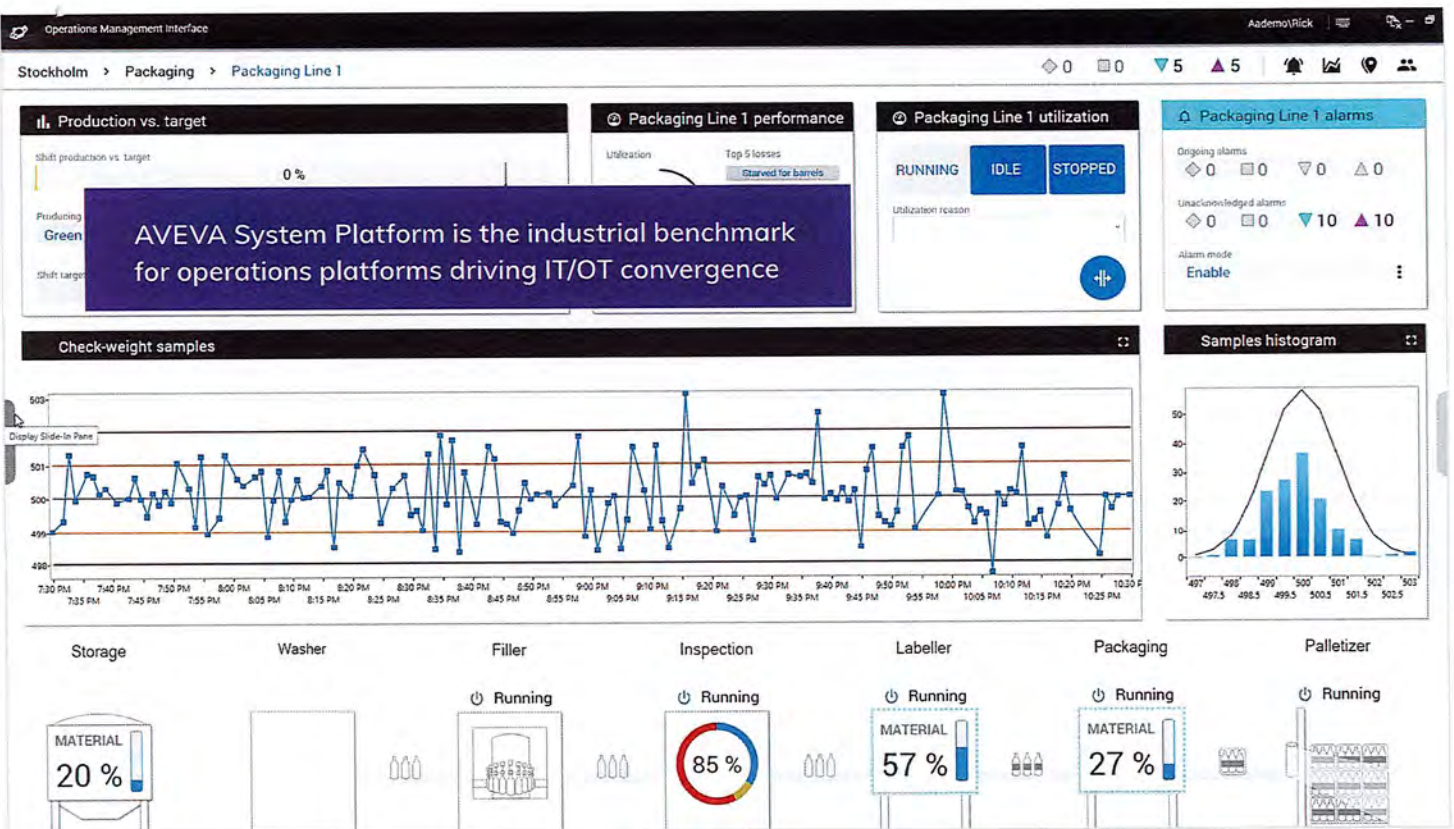 Operations Management Interface
Aademo\Rick
Stockholm > Packaging > Packaging Line 1
0 0 5 5
Production vs. target
Shift production vs. target
0 %
Producing
Green
Shift target
Packaging Line 1 performance
Utilization
Top 5 losses
Starved for barrels
Packaging Line 1 utilization
RUNNING IDLE STOPPED
Utilization reason
Packaging Line 1 alarms
Ongoing alarms
0 0 0 0
Unacknowledged alarms
0 0 10 10
Alarm mode
Enable
AVEVA System Platform is the industrial benchmark
for operations platforms driving IT/OT convergence
Check-weight samples
503
501
500
499
498
Display Slide-In Pane
7:30 PM 7:40 PM 7:50 PM 8:00 PM 8:10 PM 8:20 PM 8:30 PM 8:40 PM 8:50 PM 9:00 PM 9:10 PM 9:20 PM 9:30 PM 9:40 PM 9:50 PM 10:00 PM 10:10 PM 10:20 PM 10:30 P
7:35 PM 7:45 PM 7:55 PM 8:05 PM 8:15 PM 8:25 PM 8:35 PM 8:45 PM 8:55 PM 9:05 PM 9:15 PM 9:25 PM 9:35 PM 9:45 PM 9:55 PM 10:05 PM 10:15 PM 10:25 PM
Samples histogram
50
40
30
20
10
0
497 498 499 500 501 502 503
497.5 498.5 499.5 500.5 501.5 502.5
Storage Washer Filler Inspection Labeller Packaging Palletizer
Running Running Running Running Running
MATERIAL
20 %
85 %
MATERIAL
57 %
MATERIAL
27 %